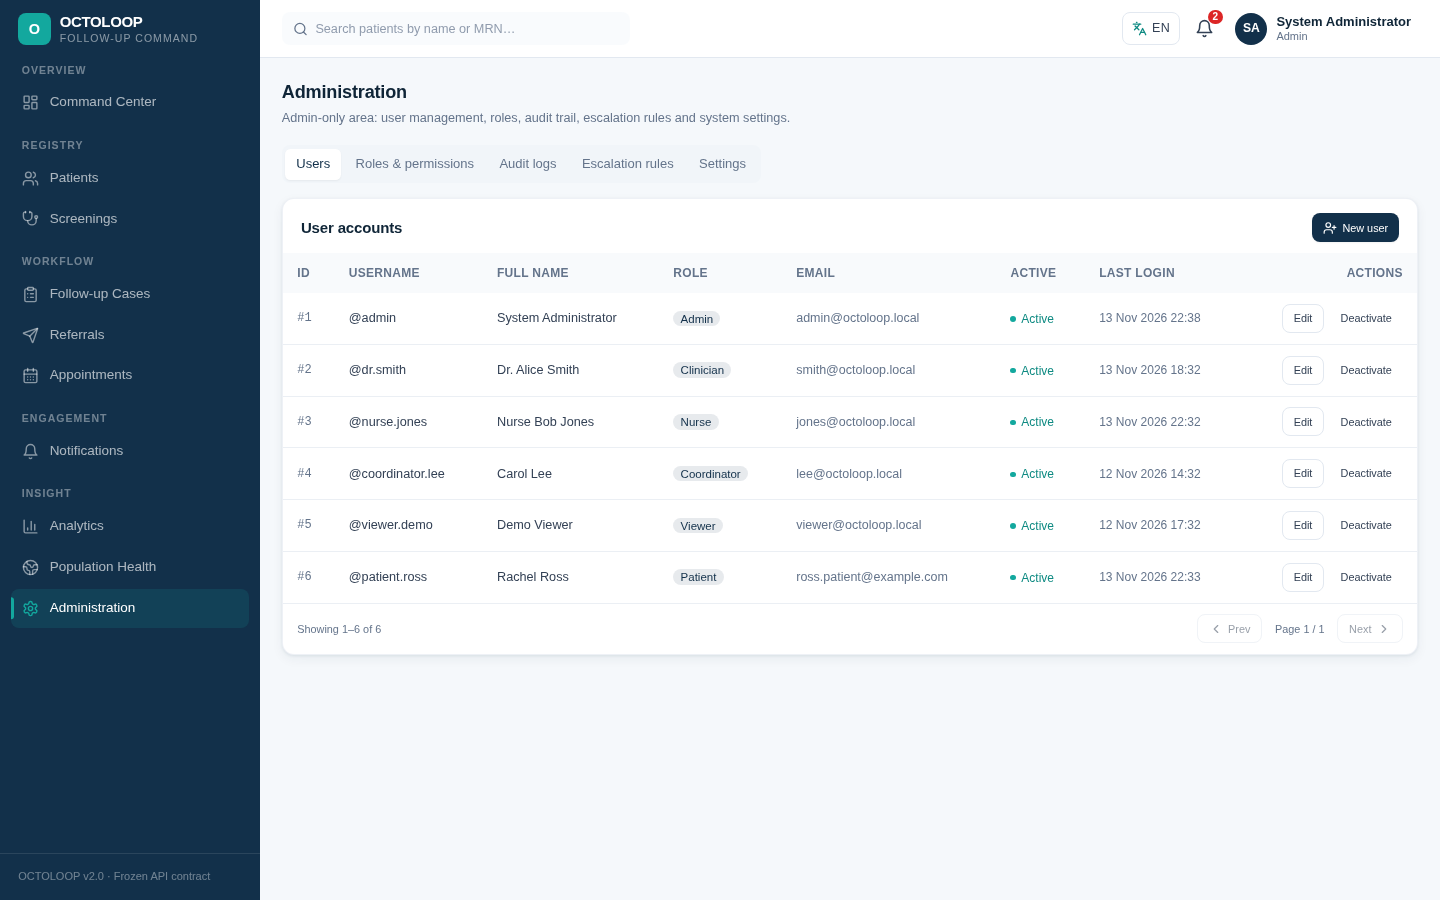 O
OCTOLOOP
FOLLOW-UP COMMAND
OVERVIEW
Command Center
REGISTRY
Patients
Screenings
WORKFLOW
Follow-up Cases
Referrals
Appointments
ENGAGEMENT
Notifications
INSIGHT
Analytics
Population Health
Administration
OCTOLOOP v2.0 · Frozen API contract
Search patients by name or MRN…
EN
2
SA
System Administrator
Admin
Administration
Admin-only area: user management, roles, audit trail, escalation rules and system settings.
Users Roles & permissions Audit logs Escalation rules Settings
User accounts
New user
ID USERNAME FULL NAME ROLE EMAIL ACTIVE LAST LOGIN ACTIONS
#1 @admin System Administrator Admin admin@octoloop.local Active 13 Nov 2026 22:38 Edit Deactivate
#2 @dr.smith Dr. Alice Smith Clinician smith@octoloop.local Active 13 Nov 2026 18:32 Edit Deactivate
#3 @nurse.jones Nurse Bob Jones Nurse jones@octoloop.local Active 13 Nov 2026 22:32 Edit Deactivate
#4 @coordinator.lee Carol Lee Coordinator lee@octoloop.local Active 12 Nov 2026 14:32 Edit Deactivate
#5 @viewer.demo Demo Viewer Viewer viewer@octoloop.local Active 12 Nov 2026 17:32 Edit Deactivate
#6 @patient.ross Rachel Ross Patient ross.patient@example.com Active 13 Nov 2026 22:33 Edit Deactivate
Showing 1–6 of 6
Prev Page 1 / 1 Next